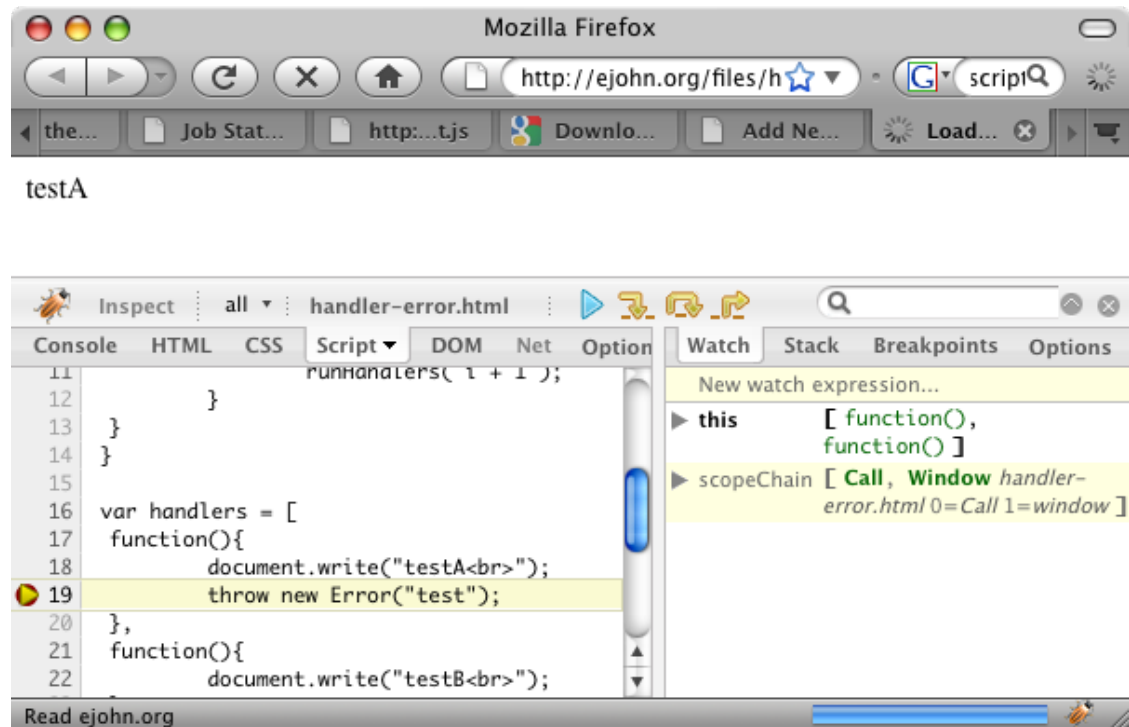 Mozilla Firefox
http://ejohn.org/files/h
G
script
the...
Job Stat...
http:...t.js
Downlo...
Add Ne...
Load...
testA
Inspect
all
handler-error.html
Console HTML CSS Script DOM Net Option
Watch Stack Breakpoints Options
11 runHandlers( i + 1 );
12 }
13 }
14 }
15
16 var handlers = [
17 function(){
18 document.write("testA<br>");
19 throw new Error("test");
20 },
21 function(){
22 document.write("testB<br>");
New watch expression...
this [ function(),
function() ]
scopeChain [ Call, Window handler-
error.html 0=Call 1=window ]
Read ejohn.org